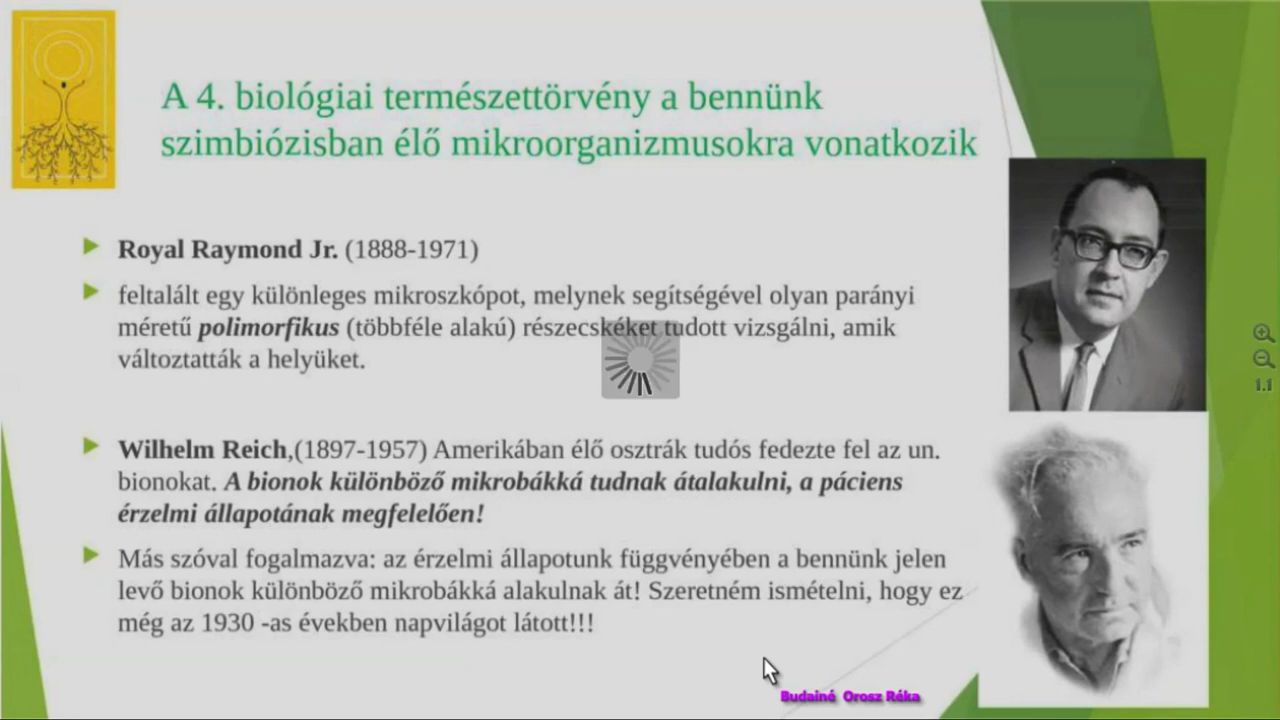 A 4. biológiai természettörvény a bennünk
szimbiózisban élő mikroorganizmusokra vonatkozik
Royal Raymond Jr. (1888-1971)
feltalált egy különleges mikroszkópot, melynek segítségével olyan parányi
méretű polimorfikus (többféle alakú) részecskéket tudott vizsgálni, amik
változtatták a helyüket.
Wilhelm Reich,(1897-1957) Amerikában élő osztrák tudós fedezte fel az un.
bionokat. A bionok különböző mikrobákká tudnak átalakulni, a páciens
érzelmi állapotának megfelelően!
Más szóval fogalmazva: az érzelmi állapotunk függvényében a bennünk jelen
levő bionok különböző mikrobákká alakulnak át! Szeretném ismételni, hogy ez
még az 1930 -as években napvilágot látott!!!
1.1
Budainé Orosz Réka